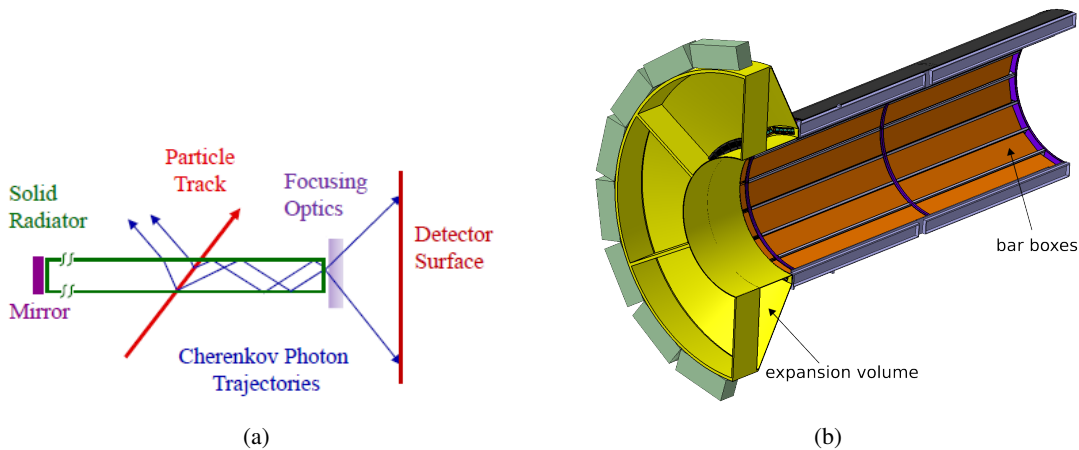 Particle
Track
Focusing
Optics
Solid
Radiator
Detector
Surface
Mirror
Cherenkov Photon
Trajectories
(a)
bar boxes
expansion volume
(b)